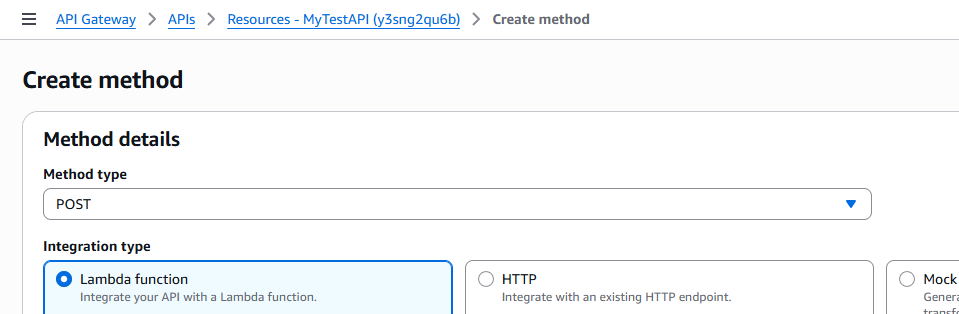 API Gateway > APIs > Resources - MyTestAPI (y3sng2qu6b) > Create method
Create method
Method details
Method type
POST
Integration type
Lambda function
Integrate your API with a Lambda function.
HTTP
Integrate with an existing HTTP endpoint.
Mock